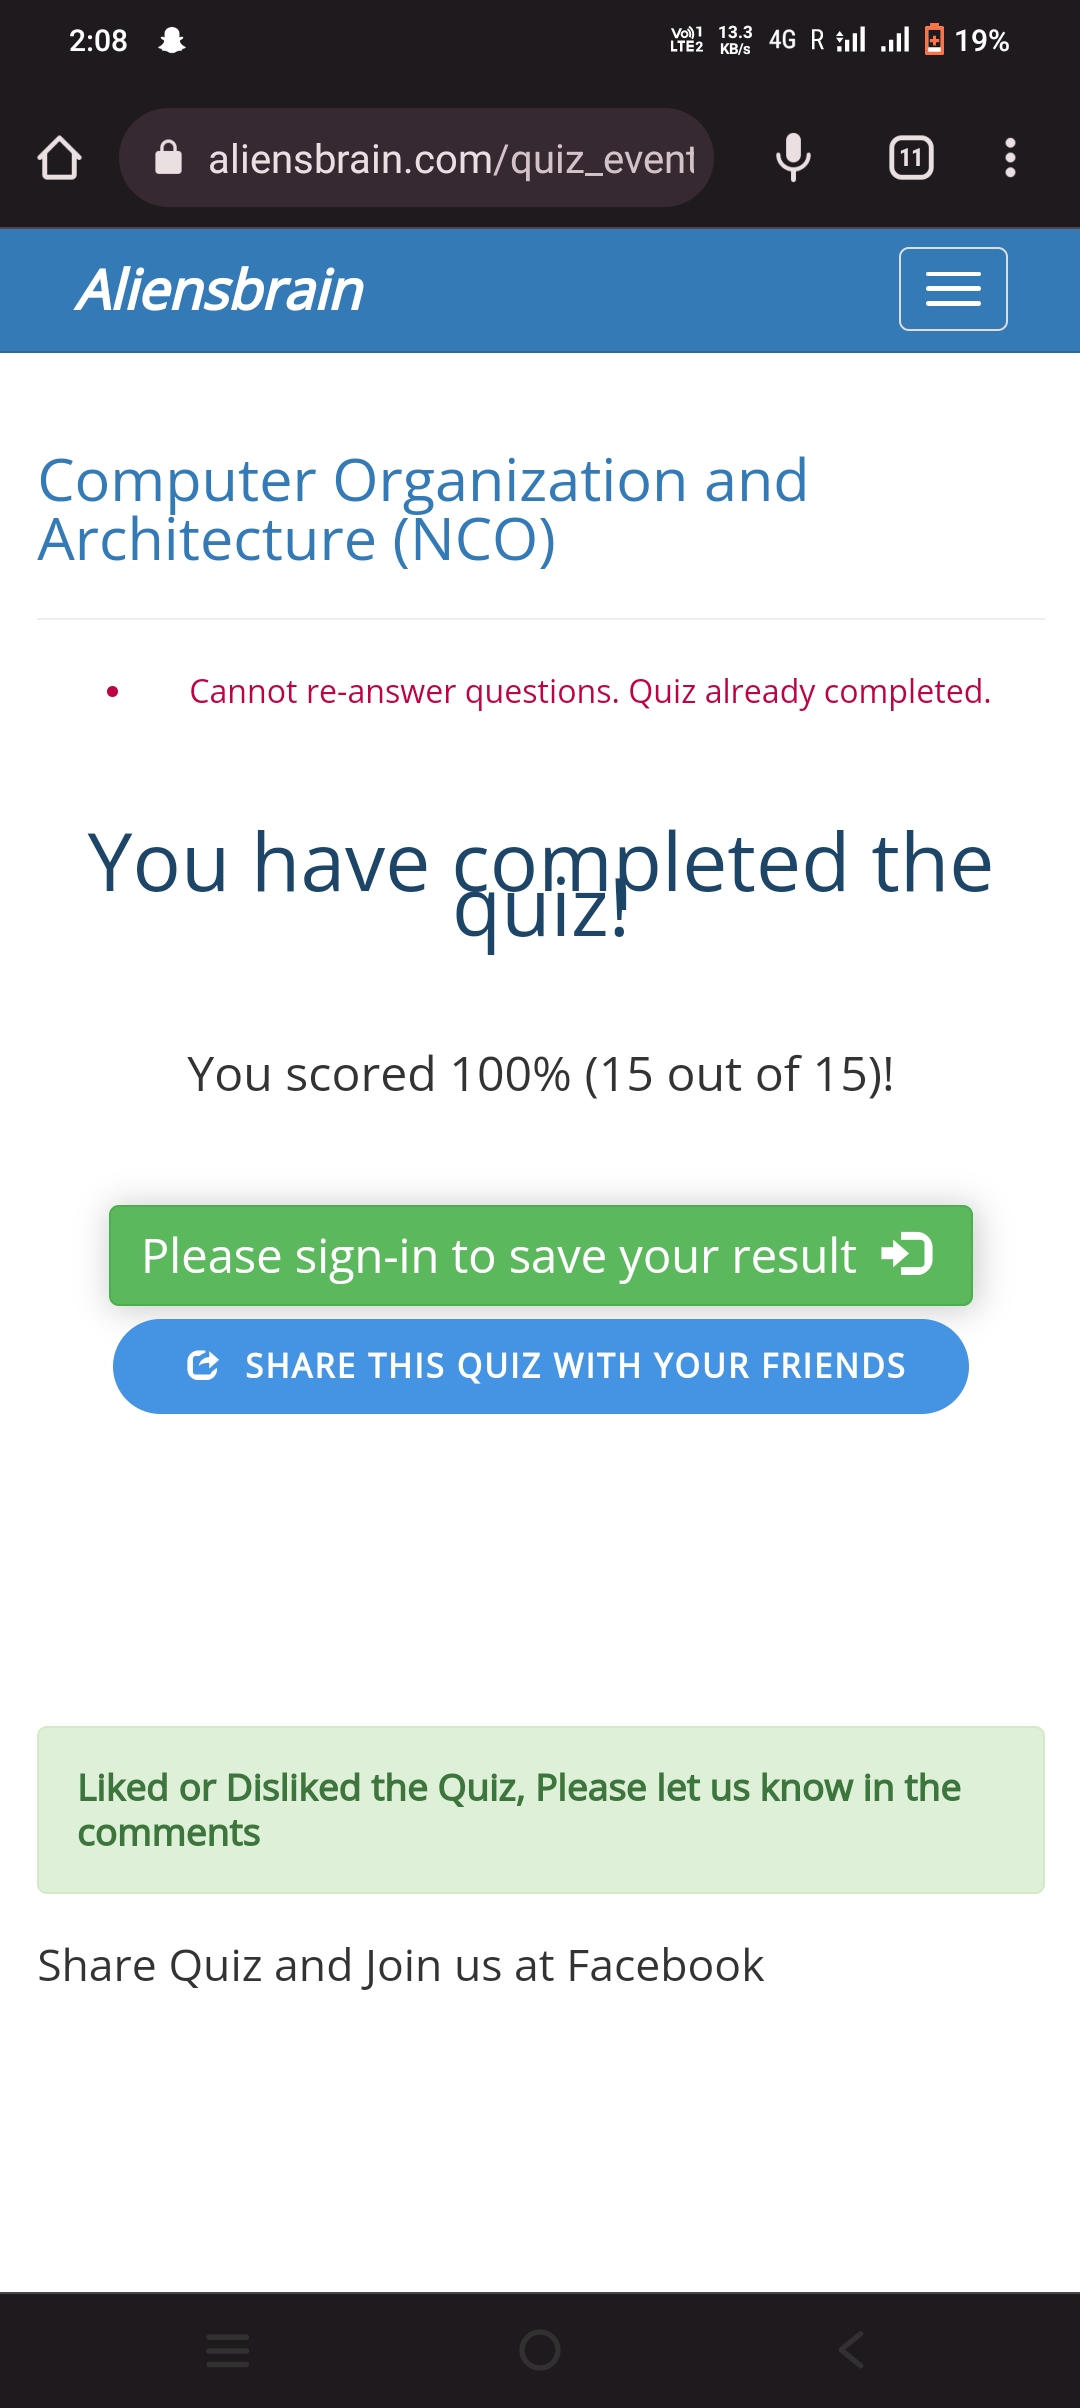 2:08 Vo)) 1 LTE2 13.3 KB/s 4G R 19%
aliensbrain.com/quiz_event 11
Aliensbrain
Computer Organization and
Architecture (NCO)
• Cannot re-answer questions. Quiz already completed.
You have completed the
quiz!
You scored 100% (15 out of 15)!
Please sign-in to save your result
SHARE THIS QUIZ WITH YOUR FRIENDS
Liked or Disliked the Quiz, Please let us know in the
comments
Share Quiz and Join us at Facebook